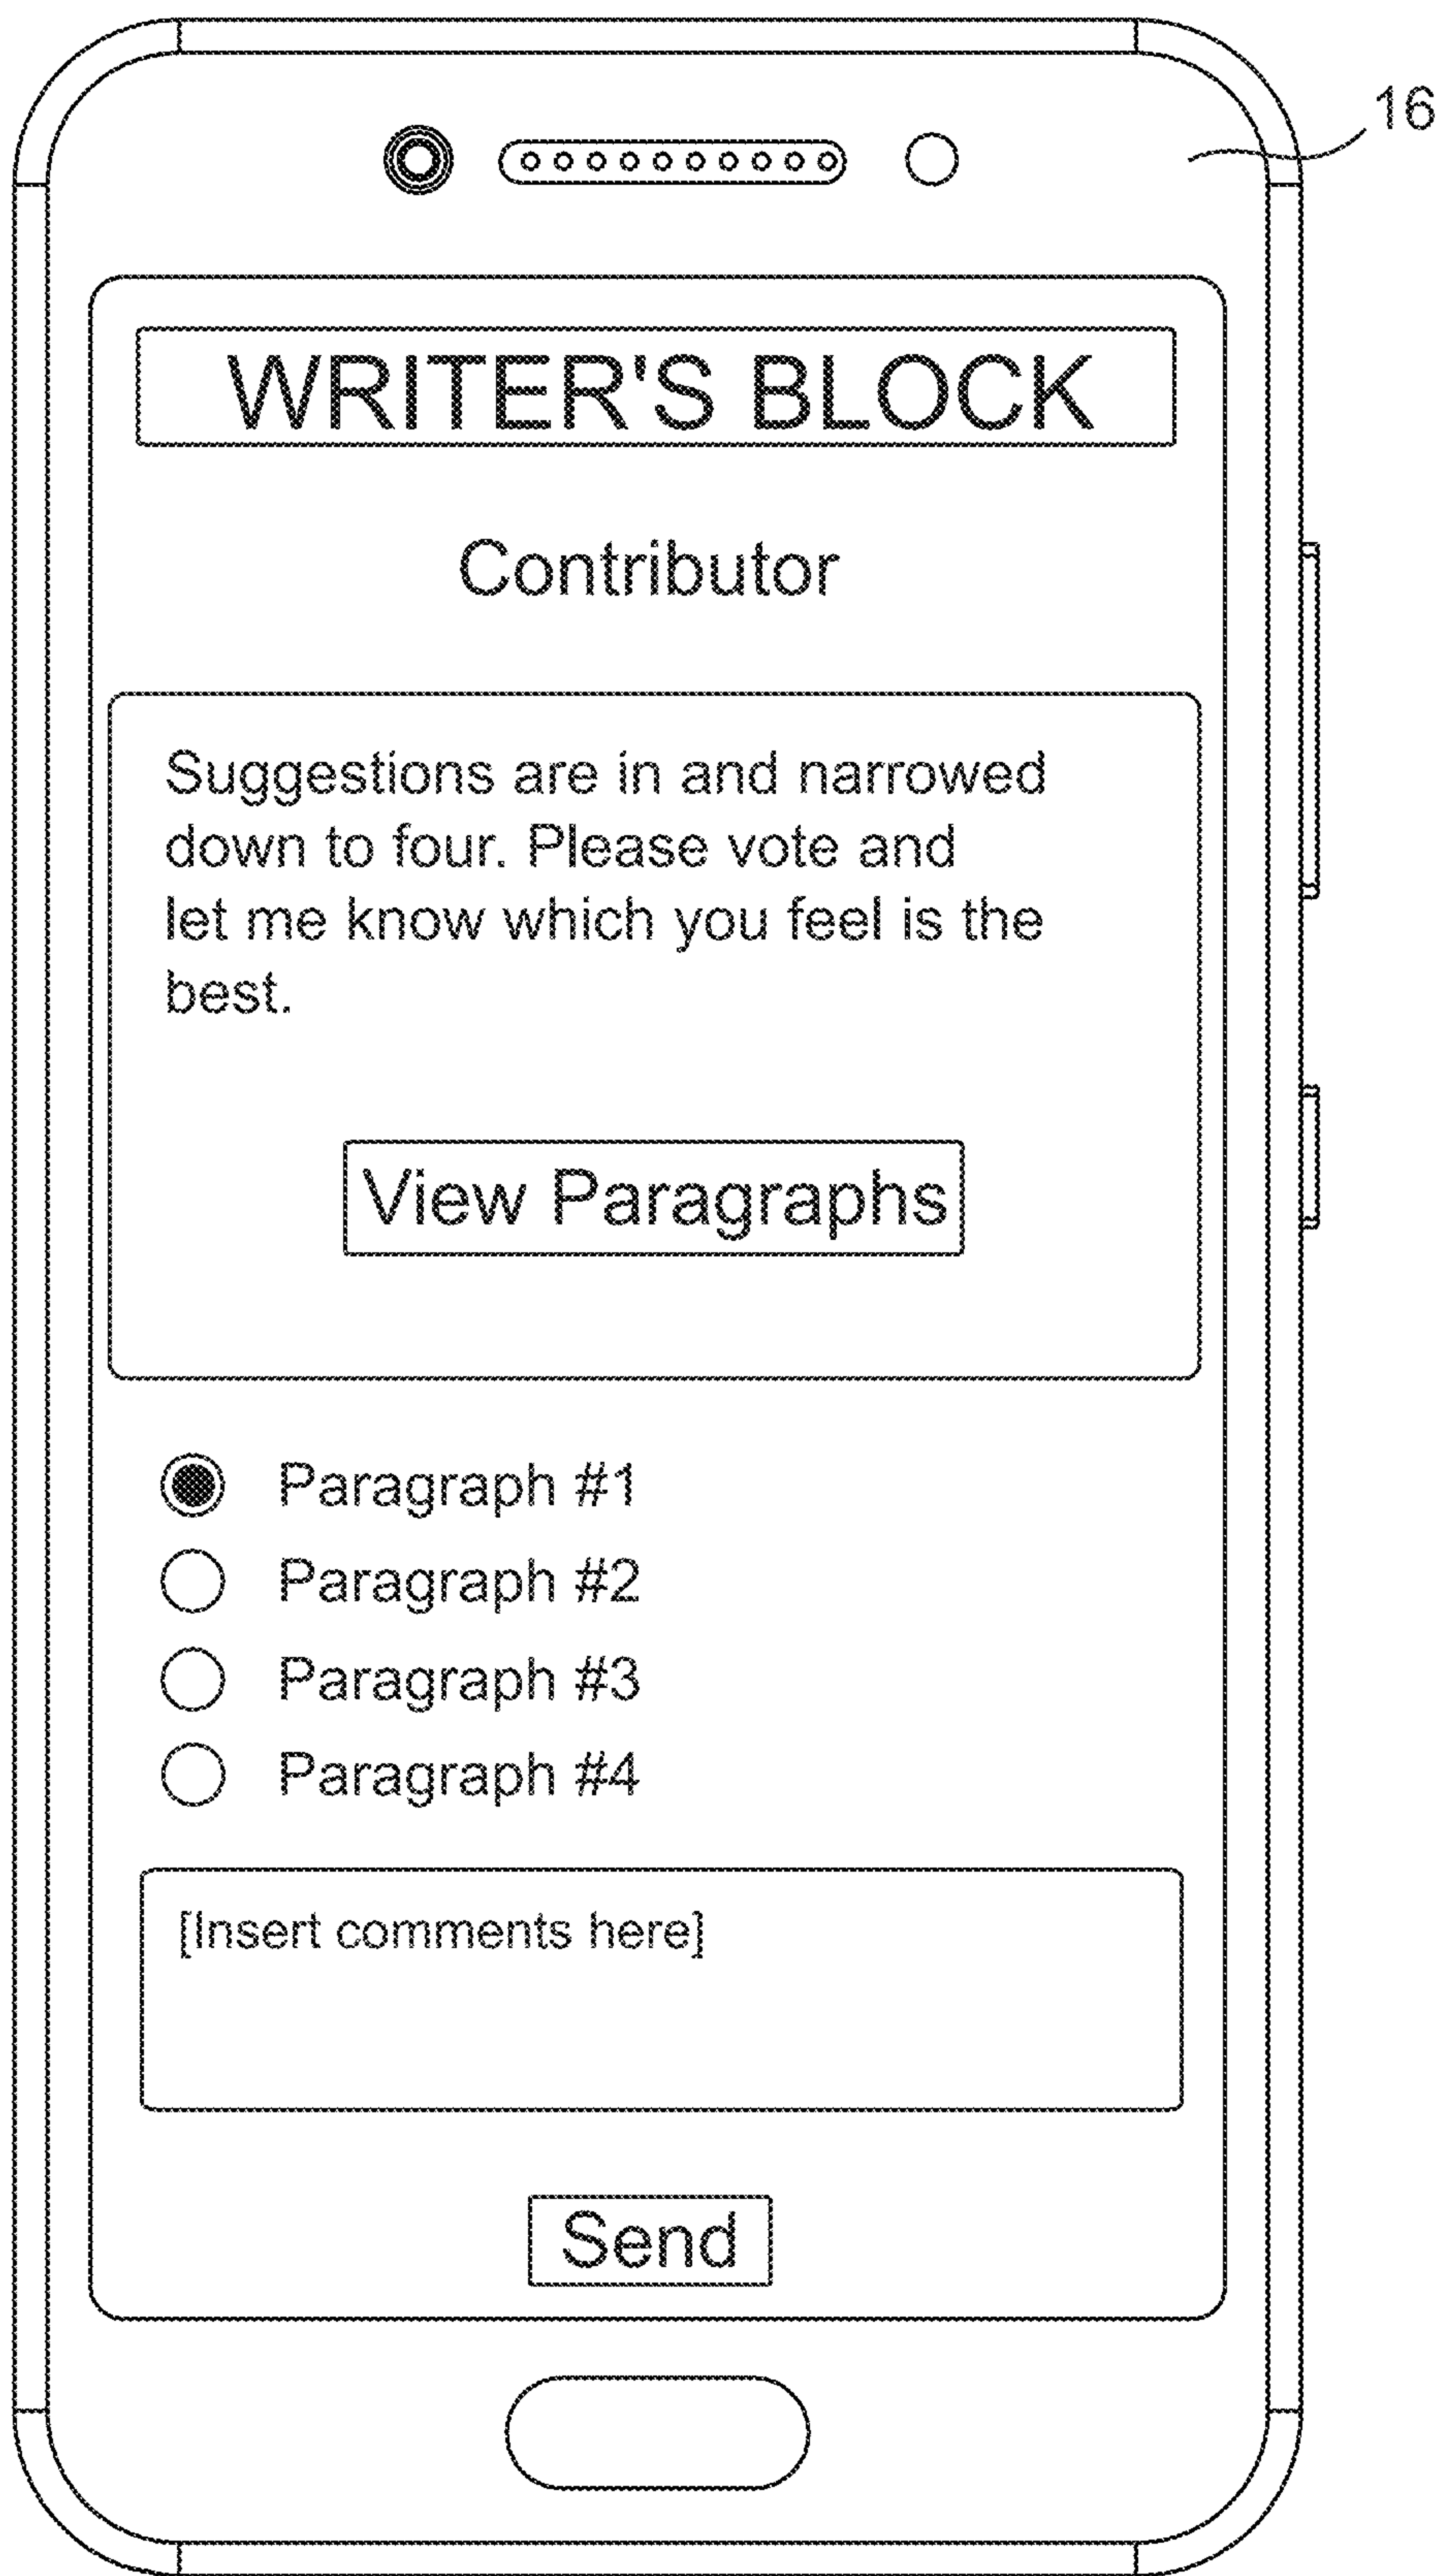 16
WRITER'S BLOCK
Contributor
Suggestions are in and narrowed
down to four. Please vote and
let me know which you feel is the
best.
View Paragraphs
Paragraph #1
Paragraph #2
Paragraph #3
Paragraph #4
[Insert comments here]
Send